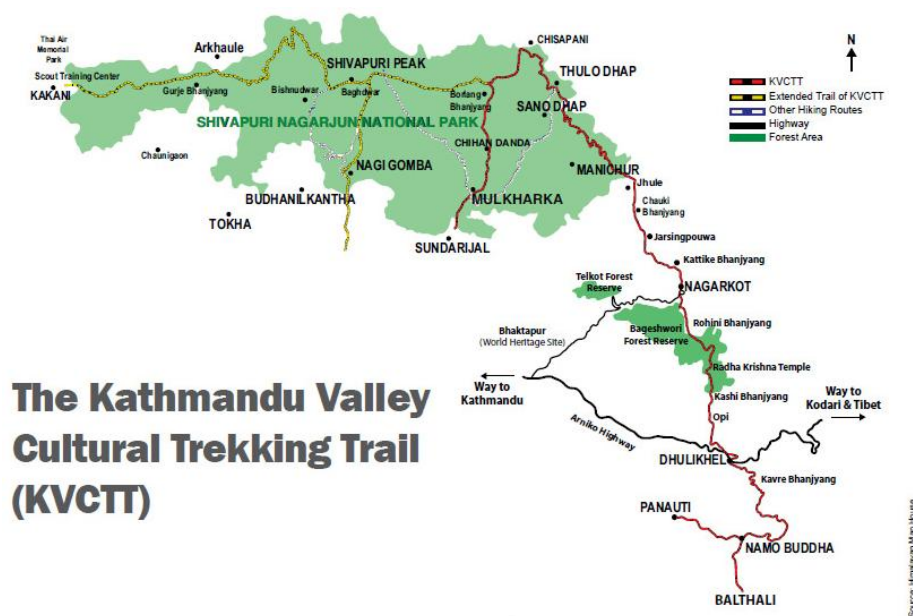 Thai Air
Memorial
Park
Scout Training Center
KAKANI
Arkhaule
Gurje Bhanjyang
Chaunigaon
SHIVAPURI PEAK
Bishnudwar
Baghdwar
SHIVAPURI NAGARJUN NATIONAL PARK
NAGI GOMBA
BUDHANILKANTHA
TOKHA
CHISAPANI
Borlang
Bhanjyang
THULO DHAP
SANO DHAP
CHIHAN DANDA
MANICHUR
MULKHARKA
SUNDARIJAL
Jhule
Chauki
Bhanjyang
Jarsingpouwa
Kattike Bhanjyang
NAGARKOT
N
KVCTT
Extended Trail of KVCTT
Other Hiking Routes
Highway
Forest Area
Telkot Forest
Reserve
Bhaktapur
(World Heritage Site)
Bageshwori
Forest Reserve
Rohini Bhanjyang
Radha Krishna Temple
Kashi Bhanjyang
Opi
Way to
Kathmandu
Way to
Kodari & Tibet
Arniko Highway
DHULIKHEL
Kavre Bhanjyang
PANAUTI
NAMO BUDDHA
BALTHALI
The Kathmandu Valley
Cultural Trekking Trail
(KVCTT)
Source: Himalayan Map House